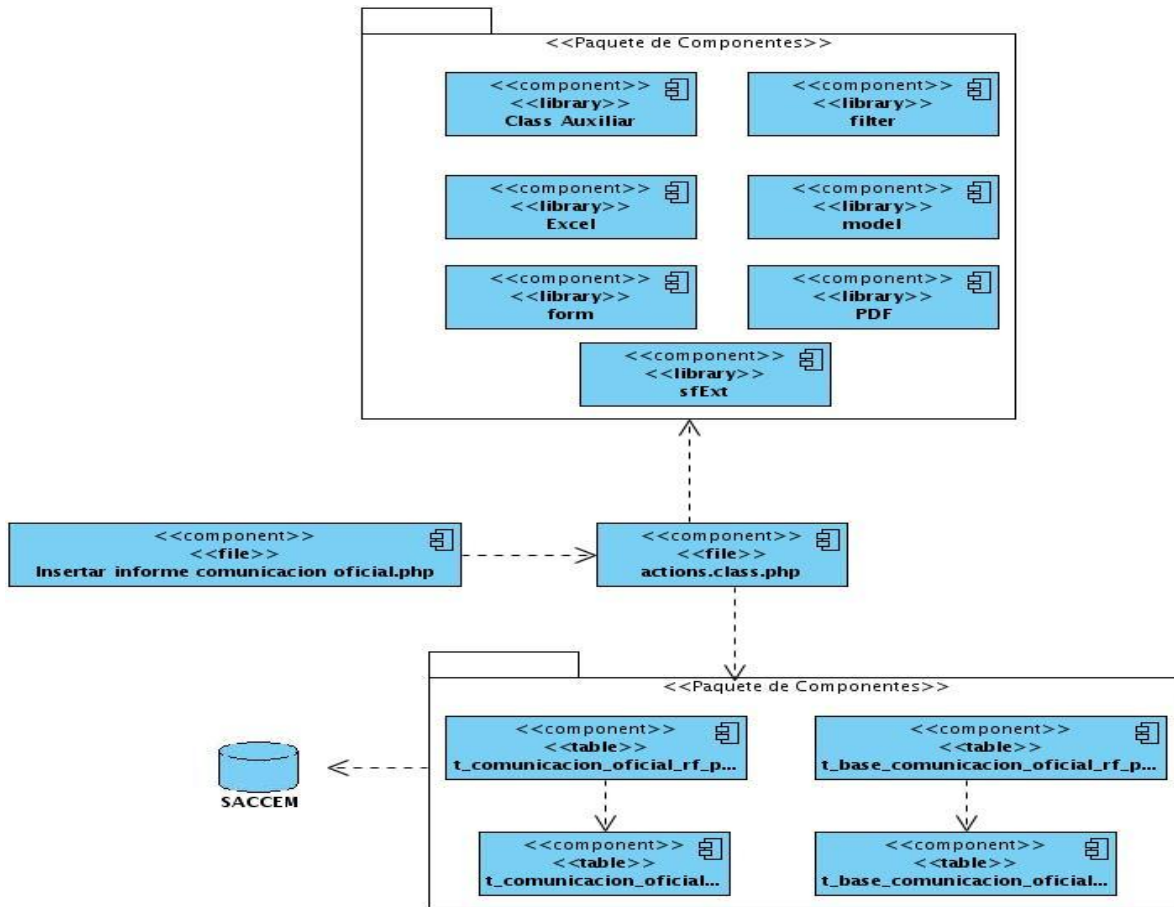 <<Paquete de Componentes>>
<<component>>
<<library>>
Class Auxiliar
<<component>>
<<library>>
filter
<<component>>
<<library>>
Excel
<<component>>
<<library>>
model
<<component>>
<<library>>
form
<<component>>
<<library>>
PDF
<<component>>
<<library>>
sfExt
<<component>>
<<file>>
Insertar informe comunicacion oficial.php
<<component>>
<<file>>
actions.class.php
<<Paquete de Componentes>>
<<component>>
<<table>>
t_comunicacion_oficial_rf_p...
<<component>>
<<table>>
t_base_comunicacion_oficial_rf_p...
SACCEM
<<component>>
<<table>>
t_comunicacion_oficial...
<<component>>
<<table>>
t_base_comunicacion_oficial...